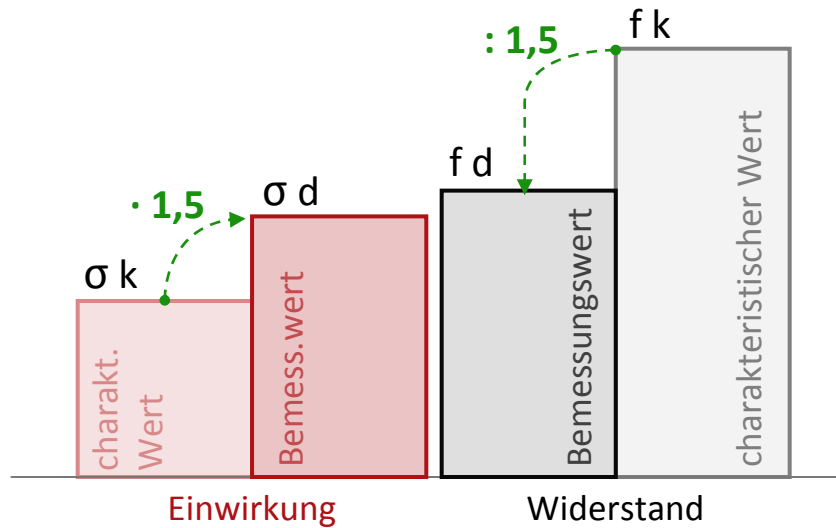 f k
: 1,5
f d
σ d
· 1,5
σ k
charakt.
Wert
Bemess.wert
Bemessungswert
charakteristischer Wert
Einwirkung
Widerstand